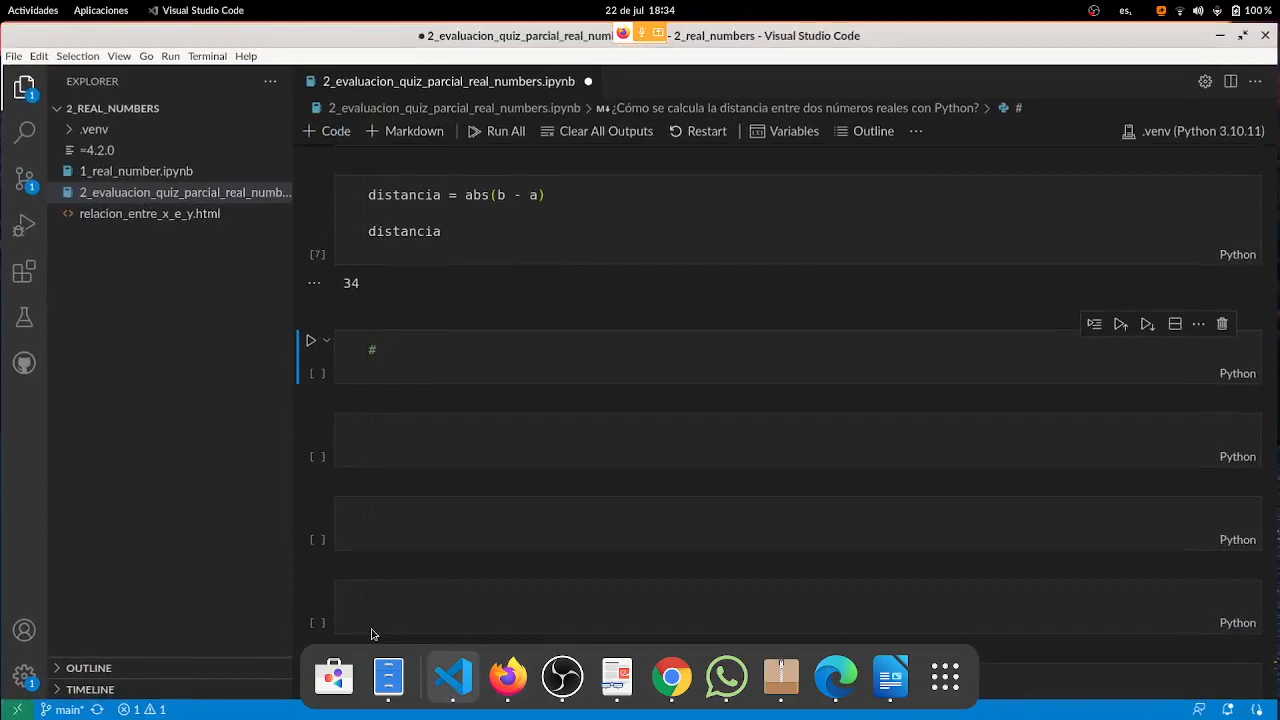 Actividades
Aplicaciones
Visual Studio Code
22 de jul 18:34
es,
100 %
● 2_evaluacion_quiz_parcial_real_num
- 2_real_numbers - Visual Studio Code
File Edit Selection View Go Run Terminal Help
EXPLORER
2_evaluacion_quiz_parcial_real_numbers.ipynb
2_REAL_NUMBERS
2_evaluacion_quiz_parcial_real_numbers.ipynb > M↓ ¿Cómo se calcula la distancia entre dos números reales con Python? > #
.venv
+ Code + Markdown Run All Clear All Outputs Restart Variables Outline ···
.venv (Python 3.10.11)
=4.2.0
1_real_number.ipynb
2_evaluacion_quiz_parcial_real_numb...
relacion_entre_x_e_y.html
distancia = abs(b - a)
distancia
[7]
Python
34
#
[ ]
Python
[ ]
Python
[ ]
Python
[ ]
Python
OUTLINE
TIMELINE
main*
1
1
1
1
1
1